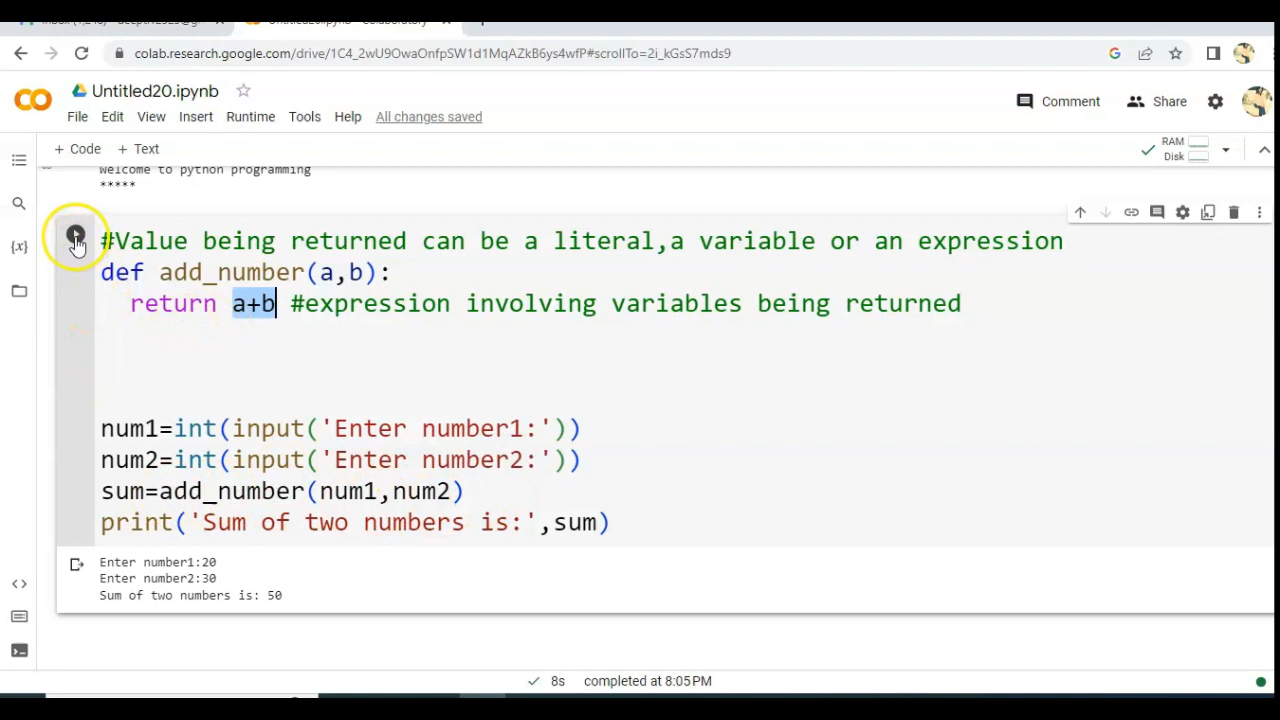 colab.research.google.com/drive/1C4_2wU9OwaOnfpSW1d1MqAZkB6ys4wfP#scrollTo=2i_kGsS7mds9
Untitled20.ipynb
Comment
Share
File Edit View Insert Runtime Tools Help All changes saved
+ Code + Text
RAM
Disk
Welcome to python programming
*****
{x}
#Value being returned can be a literal,a variable or an expression
def add_number(a,b):
return a+b #expression involving variables being returned
num1=int(input('Enter number1:'))
num2=int(input('Enter number2:'))
sum=add_number(num1,num2)
print('Sum of two numbers is:',sum)
Enter number1:20
Enter number2:30
Sum of two numbers is: 50
8s completed at 8:05 PM